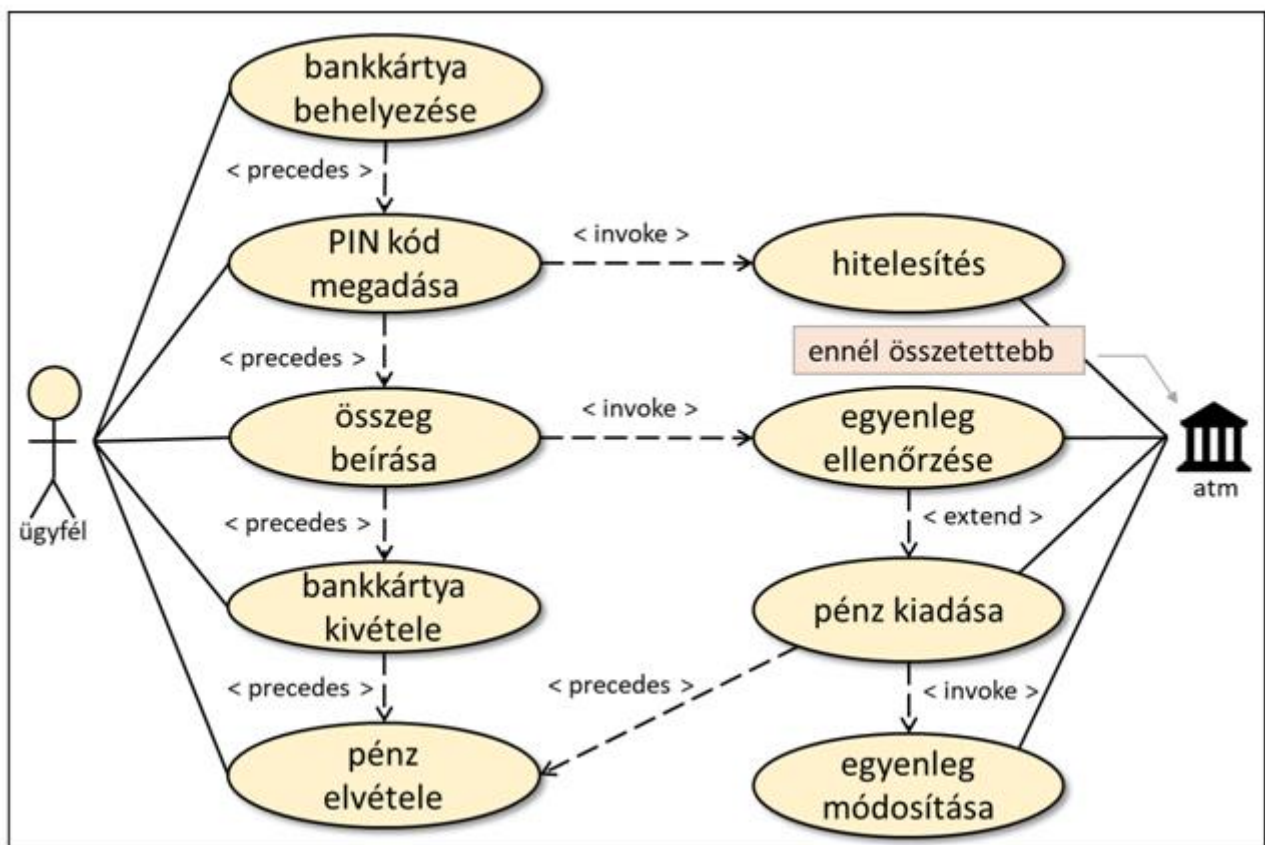 bankkártya
behelyezése
< precedes >
PIN kód
megadása
< invoke >
hitelesítés
< precedes >
ennél összetettebb
összeg
beírása
< invoke >
egyenleg
ellenőrzése
atm
ügyfél
< precedes >
< extend >
bankkártya
kivétele
pénz kiadása
< precedes >
< precedes >
< invoke >
pénz
elvétele
egyenleg
módosítása